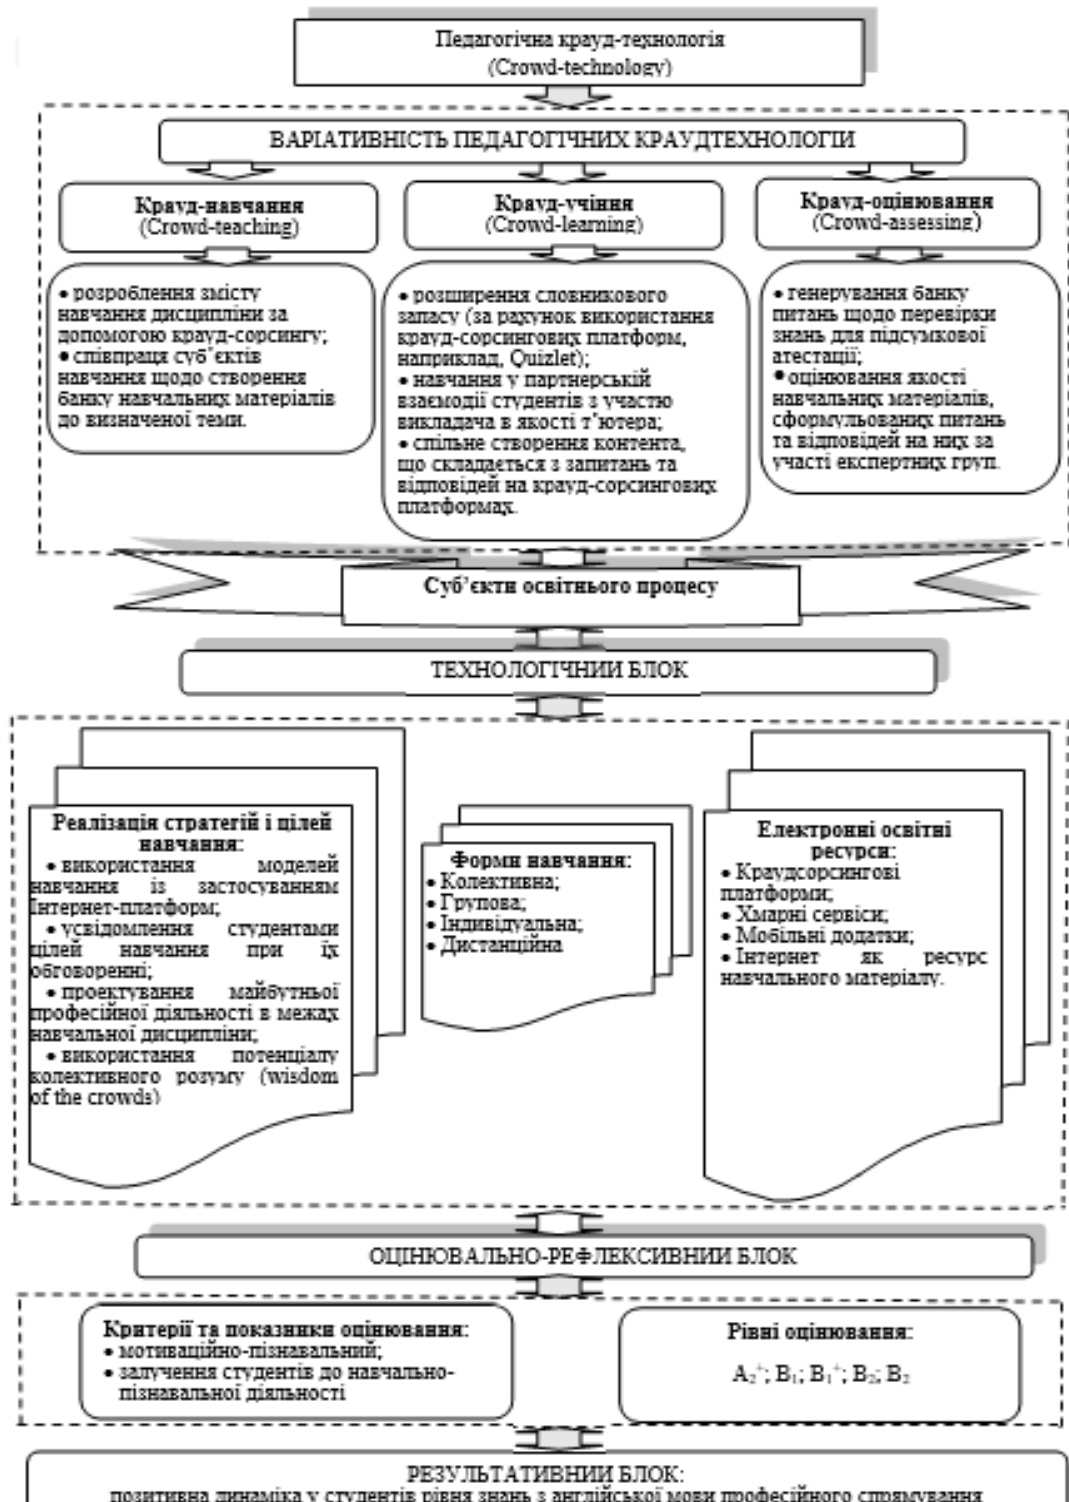 Педагогічна крауд-технологія
(Crowd-technology)
ВАРІАТИВНІСТЬ ПЕДАГОГІЧНИХ КРАУДТЕХНОЛОГІЙ
Крауд-навчання
(Crowd-teaching)
• розроблення змісту
навчання дисципліни за
допомогою крауд-сорсингу;
• співпраця суб’єктів
навчання щодо створення
банку навчальних матеріалів
до визначеної теми.
Крауд-учіння
(Crowd-learning)
• розширення словникового
запасу (за рахунок використання
крауд-сорсингових платформ,
наприклад, Quizlet);
• навчання у партнерській
взаємодії студентів з участю
викладача в якості т’ютера;
• спільне створення контента,
що складається з запитань та
відповідей на крауд-сорсингових
платформах.
Крауд-оцінювання
(Crowd-assessing)
• генерування банку
питань щодо перевірки
знань для підсумкової
атестації;
• оцінювання якості
навчальних матеріалів,
сформульованих питань
та відповідей на них за
участі експертних груп.
Суб’єкти освітнього процесу
ТЕХНОЛОГІЧНИЙ БЛОК
Реалізація стратегій і цілей
навчання:
• використання моделей
навчання із застосуванням
Інтернет-платформ;
• усвідомлення студентами
цілей навчання при їх
обговоренні;
• проектування майбутньої
професійної діяльності в межах
навчальної дисципліни;
• використання потенціалу
колективного розуму (wisdom
of the crowds)
Форми навчання:
• Колективна;
• Групова;
• Індивідуальна;
• Дистанційна
Електронні освітні
ресурси:
• Краудсорсингові
платформи;
• Хмарні сервіси;
• Мобільні додатки;
• Інтернет як ресурс
навчального матеріалу.
ОЦІНЮВАЛЬНО-РЕФЛЕКСИВНИЙ БЛОК
Критерії та показники оцінювання:
• мотиваційно-пізнавальний;
• залучення студентів до навчально-
пізнавальної діяльності
Рівні оцінювання:
A₂⁺; B₁; B₁⁺; B₂; B₂
РЕЗУЛЬТАТИВНИЙ БЛОК:
позитивна динаміка у студентів рівня знань з англійської мови професійного спрямування